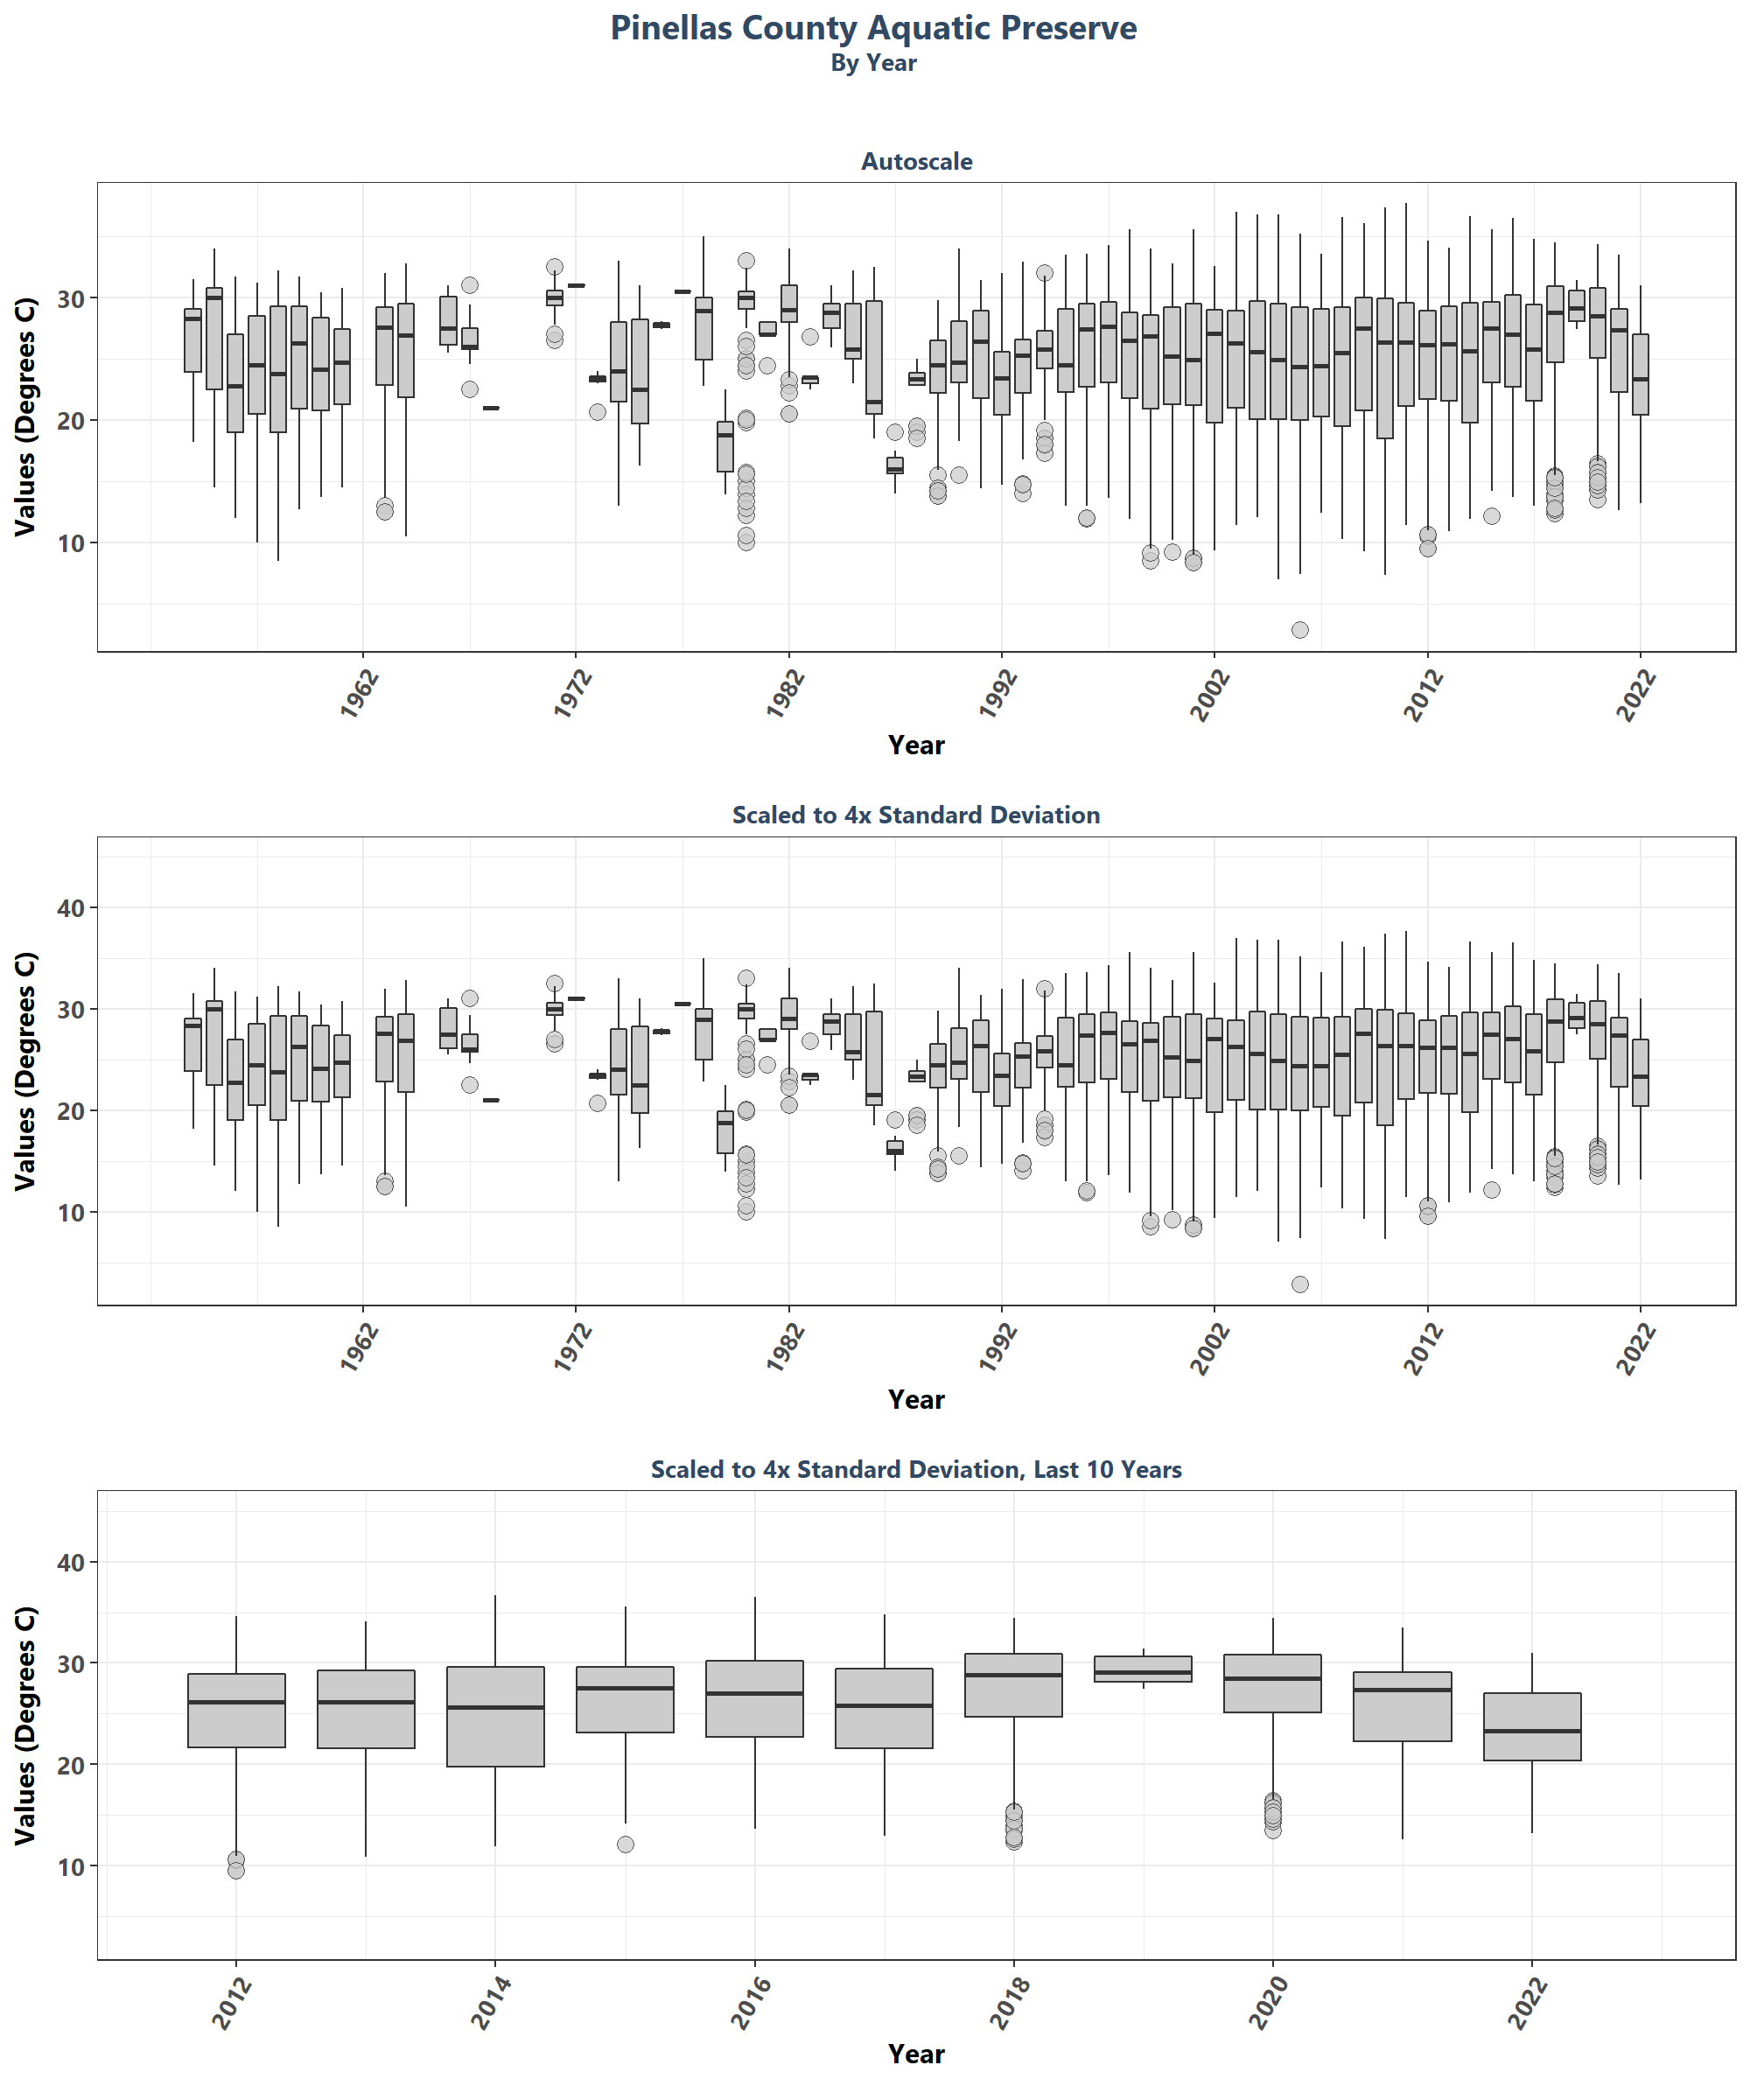 Pinellas County Aquatic Preserve
By Year
Autoscale
Values (Degrees C)
30
20
10
1962
1972
1982
1992
2002
2012
2022
Year
Scaled to 4x Standard Deviation
Values (Degrees C)
40
30
20
10
1962
1972
1982
1992
2002
2012
2022
Year
Scaled to 4x Standard Deviation, Last 10 Years
Values (Degrees C)
40
30
20
10
2012
2014
2016
2018
2020
2022
Year